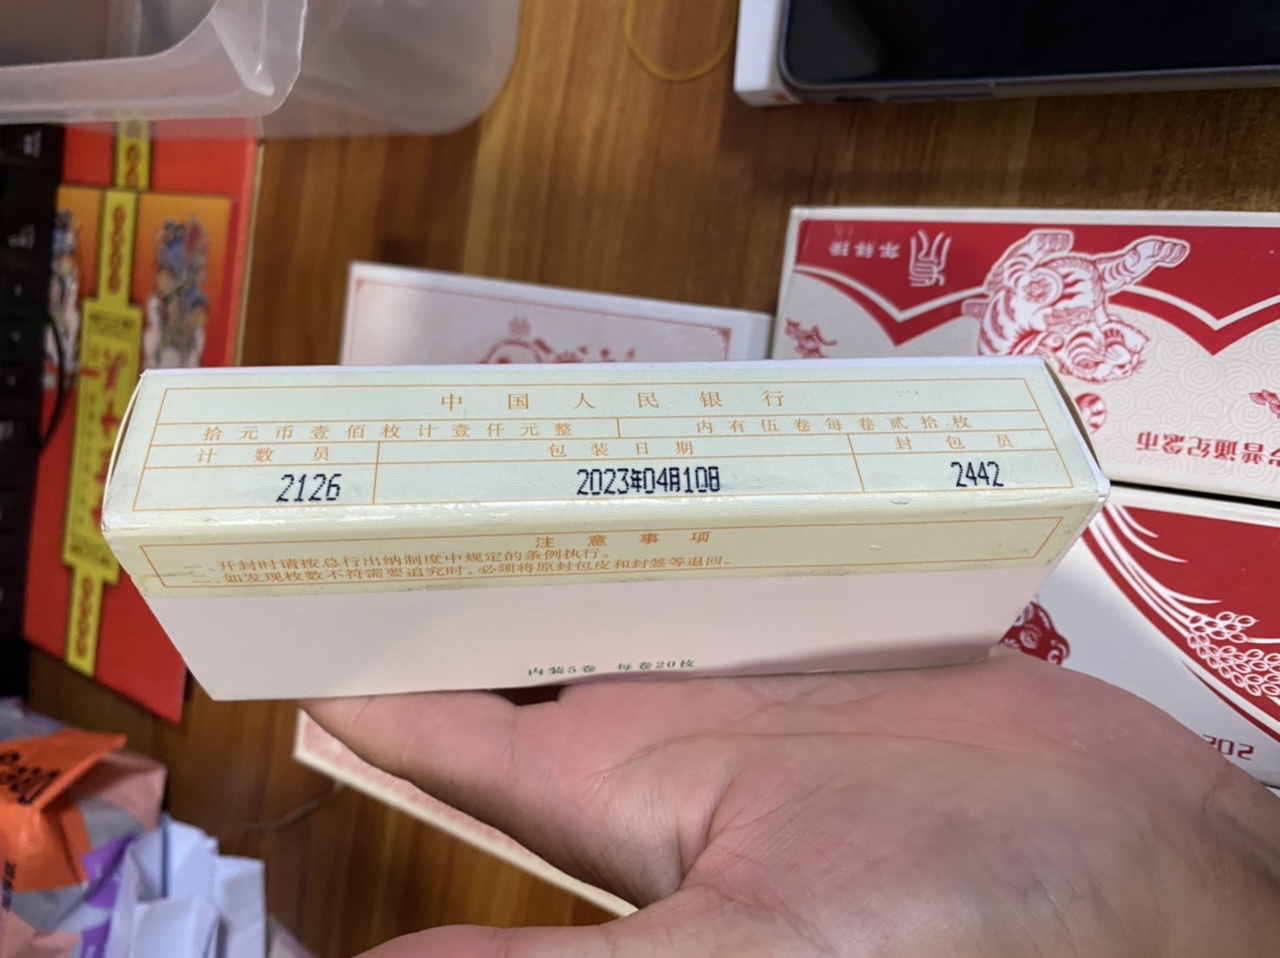 中国人民银行
拾元币壹佰枚计壹仟元整 内有伍卷每卷贰拾枚
计数员 包装日期 封包员
2126 2023年04月10日 2442
注意事项
一、开封时请按总行出纳制度中规定的条例执行。
二、如发现枚数不符需要追究时,必须将原封包皮和封签等退回。
内装5卷 每卷20枚
普通纪念币